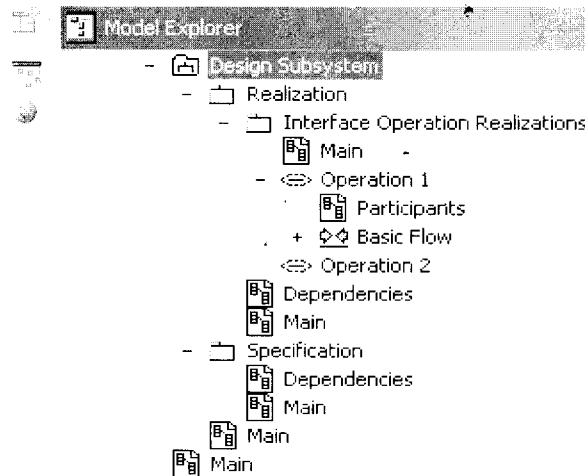 Model Explorer
Design Subsystem
Realization
Interface Operation Realizations
Main
Operation 1
Participants
Basic Flow
Operation 2
Dependencies
Main
Specification
Dependencies
Main
Main
Main